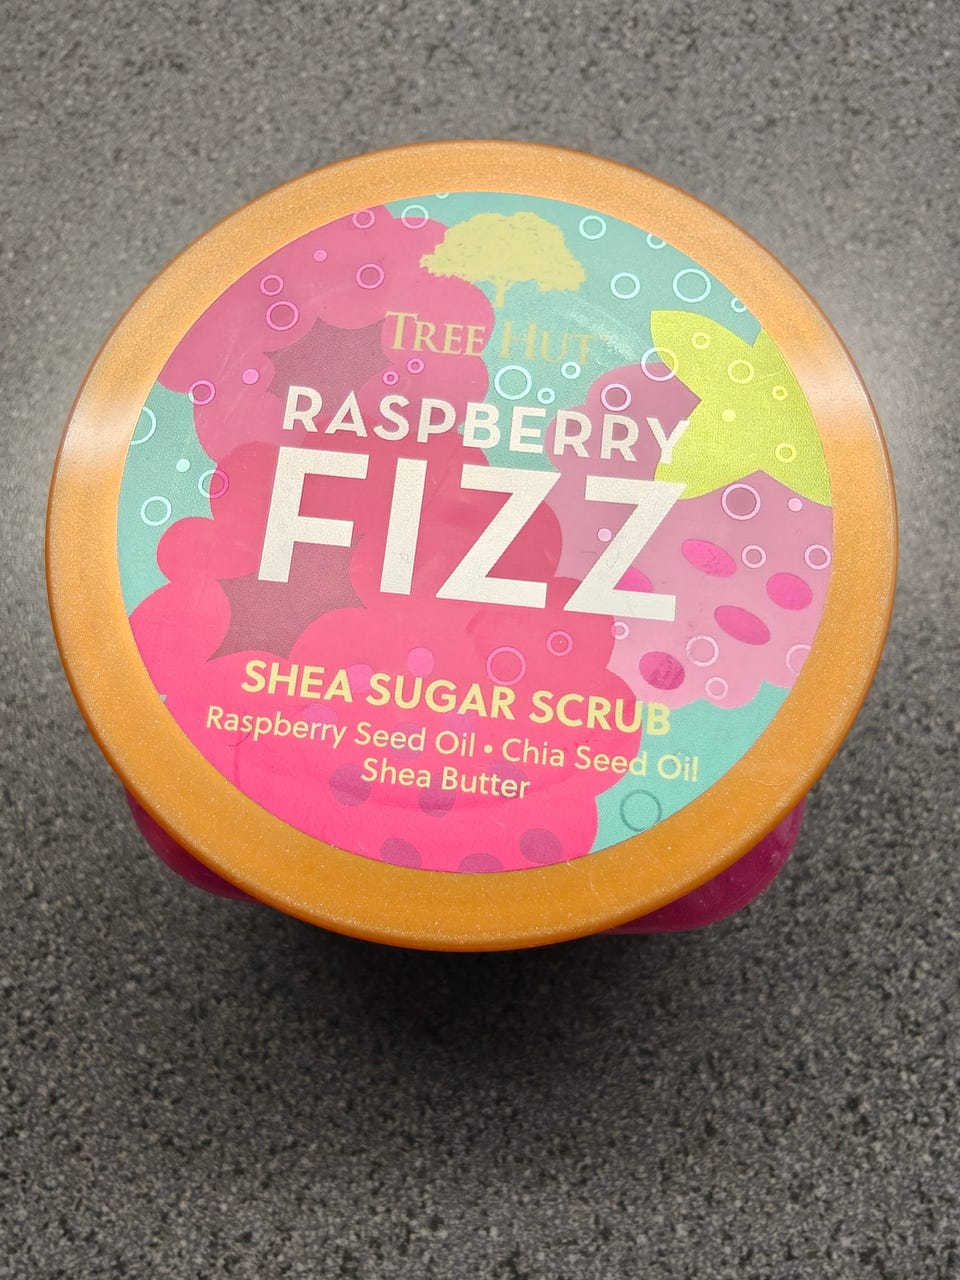 TREE HUT
RASPBERRY
FIZZ
SHEA SUGAR SCRUB
Raspberry Seed Oil • Chia Seed Oil
Shea Butter